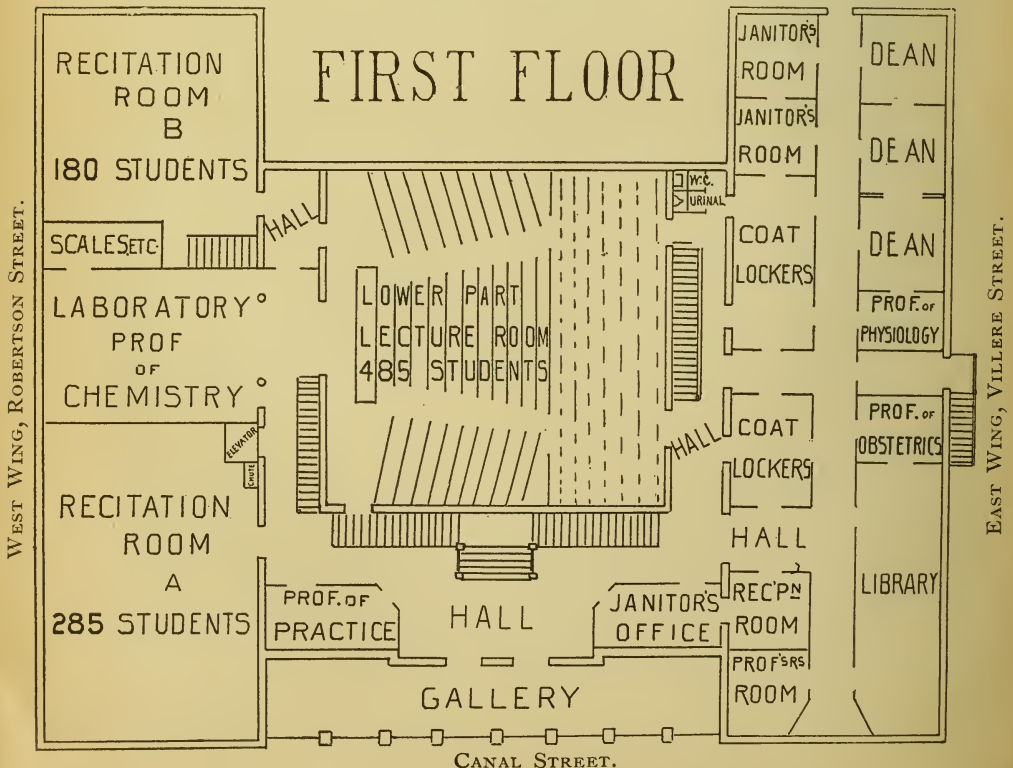 FIRST FLOOR
RECITATION
ROOM
B
180 STUDENTS
SCALES,ETC.
HALL
LABORATORY
PROF
OF
CHEMISTRY
ELEVATOR
CHUTE
RECITATION
ROOM
A
285 STUDENTS
LOWER PART
LECTURE ROOM
485 STUDENTS
W.C.
URINAL
HALL
JANITOR'S
ROOM
JANITOR'S
ROOM
COAT
LOCKERS
COAT
LOCKERS
HALL
REC'PN
ROOM
PROF'SRS
ROOM
DEAN
DEAN
DEAN
PROF. OF
PHYSIOLOGY
PROF. OF
OBSTETRICS
LIBRARY
PROF. OF
PRACTICE
HALL
JANITOR'S
OFFICE
GALLERY
CANAL STREET.
WEST WING, ROBERTSON STREET.
EAST WING, VILLERE STREET.